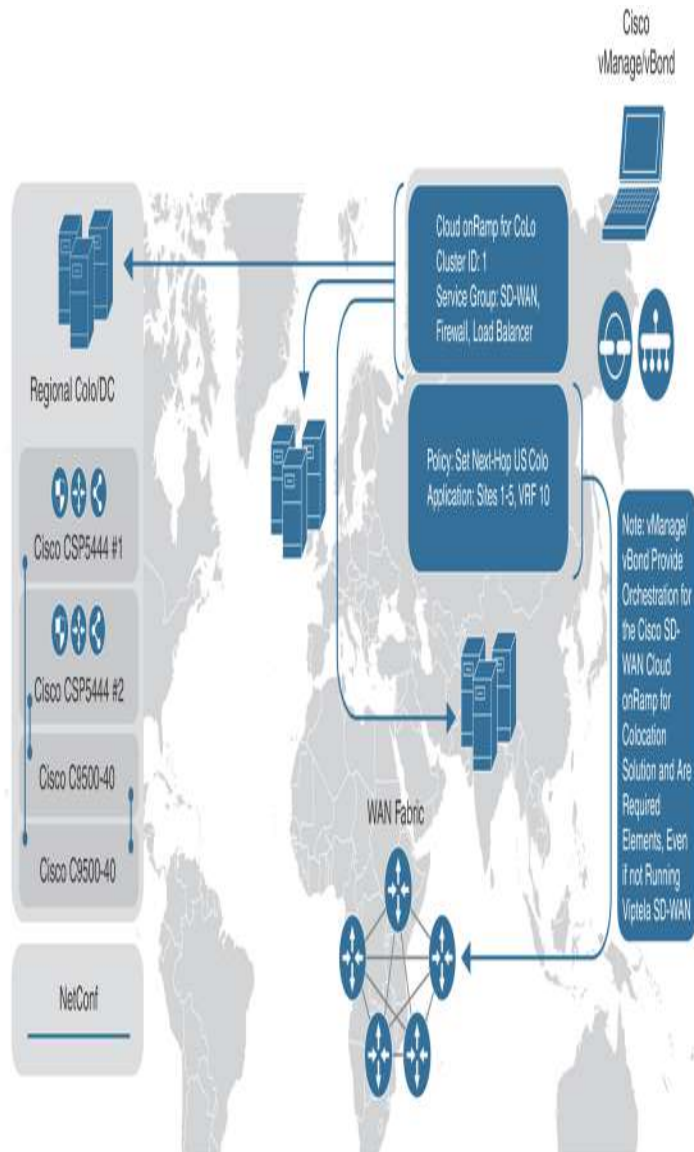 Cisco
vManage/vBond
Cloud onRamp for CoLo
Cluster ID: 1
Service Group: SD-WAN,
Firewall, Load Balancer
Regional Colo/DC
Policy: Set Next-Hop US Colo
Application: Sites 1-5, VRF 10
Cisco CSP5444 #1
Cisco CSP5444 #2
Cisco C9500-40
Cisco C9500-40
NetConf
WAN Fabric
Note: vManage/
vBond Provide
Orchestration for
the Cisco SD-
WAN Cloud
onRamp for
Colocation
Solution and Are
Required
Elements, Even
if not Running
Viptela SD-WAN